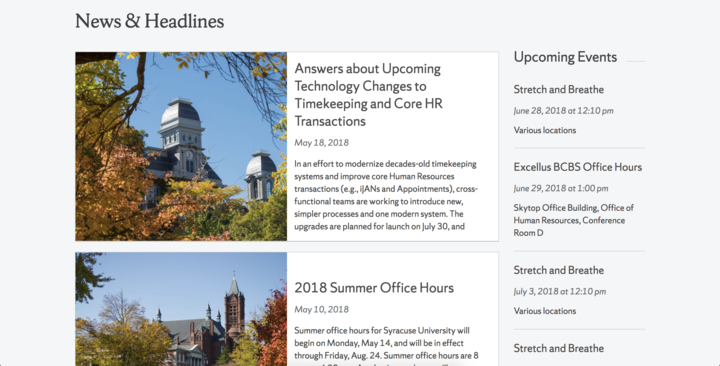 News & Headlines
Answers about Upcoming
Technology Changes to
Timekeeping and Core HR
Transactions
May 18, 2018
In an effort to modernize decades-old timekeeping
systems and improve core Human Resources
transactions (e.g., iJANs and Appointments), cross-
functional teams are working to introduce new,
simpler processes and one modern system. The
upgrades are planned for launch on July 30, and
2018 Summer Office Hours
May 10, 2018
Summer office hours for Syracuse University will
begin on Monday, May 14, and will be in effect
through Friday, Aug. 24. Summer office hours are 8
Upcoming Events
Stretch and Breathe
June 28, 2018 at 12:10 pm
Various locations
Excellus BCBS Office Hours
June 29, 2018 at 1:00 pm
Skytop Office Building, Office of
Human Resources, Conference
Room D
Stretch and Breathe
July 3, 2018 at 12:10 pm
Various locations
Stretch and Breathe